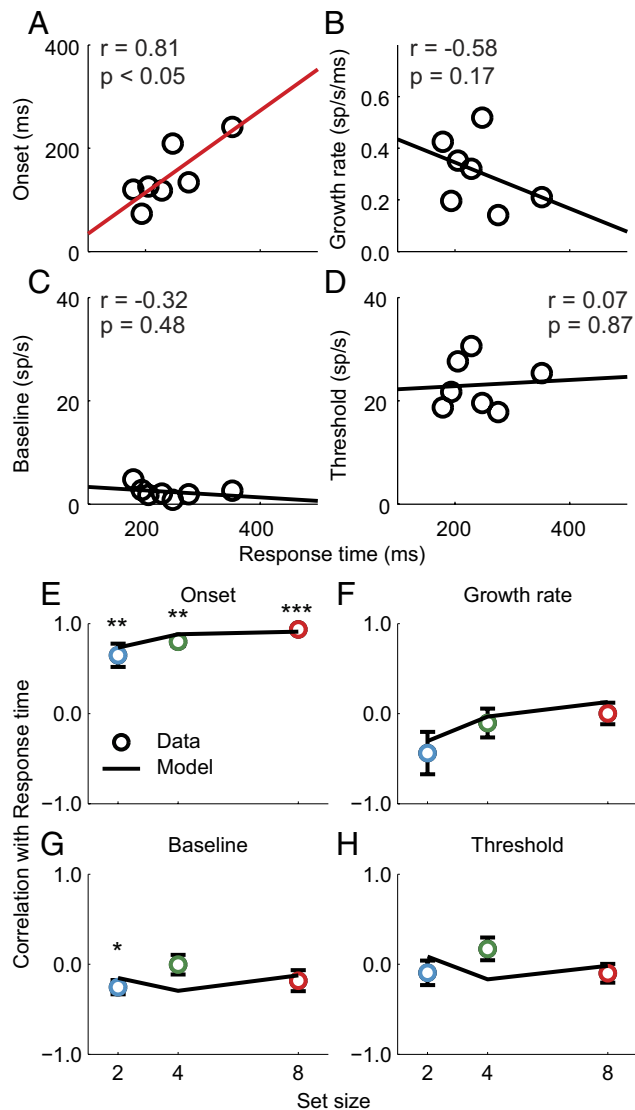 A
r = 0.81
p < 0.05
400
200
0
Onset (ms)
B
r = -0.58
p = 0.17
0.6
0.4
0.2
0.0
Growth rate (sp/s/ms)
C
r = -0.32
p = 0.48
40
20
0
Baseline (sp/s)
200
400
D
r = 0.07
p = 0.87
40
20
0
Threshold (sp/s)
200
400
Response time (ms)
E
Onset
**
**
***
1.0
0.0
−1.0
Data
Model
F
Growth rate
1.0
0.0
−1.0
Correlation with Response time
G
Baseline
*
1.0
0.0
−1.0
2
4
8
H
Threshold
1.0
0.0
−1.0
2
4
8
Set size